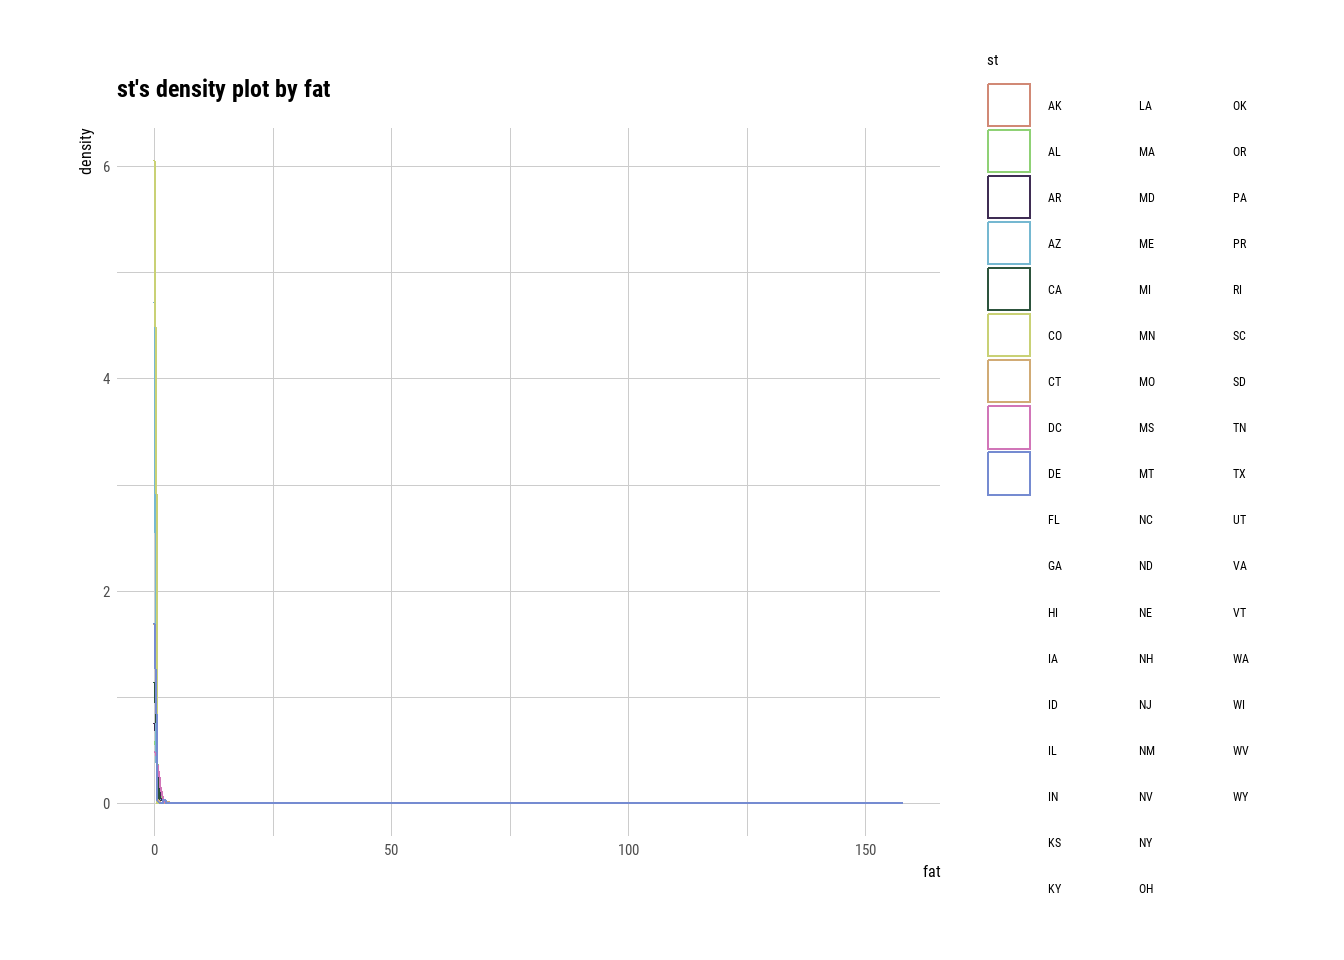 st's density plot by fat
density
6
4
2
0
0 50 100 150
fat
st
AK LA OK
AL MA OR
AR MD PA
AZ ME PR
CA MI RI
CO MN SC
CT MO SD
DC MS TN
DE MT TX
FL NC UT
GA ND VA
HI NE VT
IA NH WA
ID NJ WI
IL NM WV
IN NV WY
KS NY
KY OH